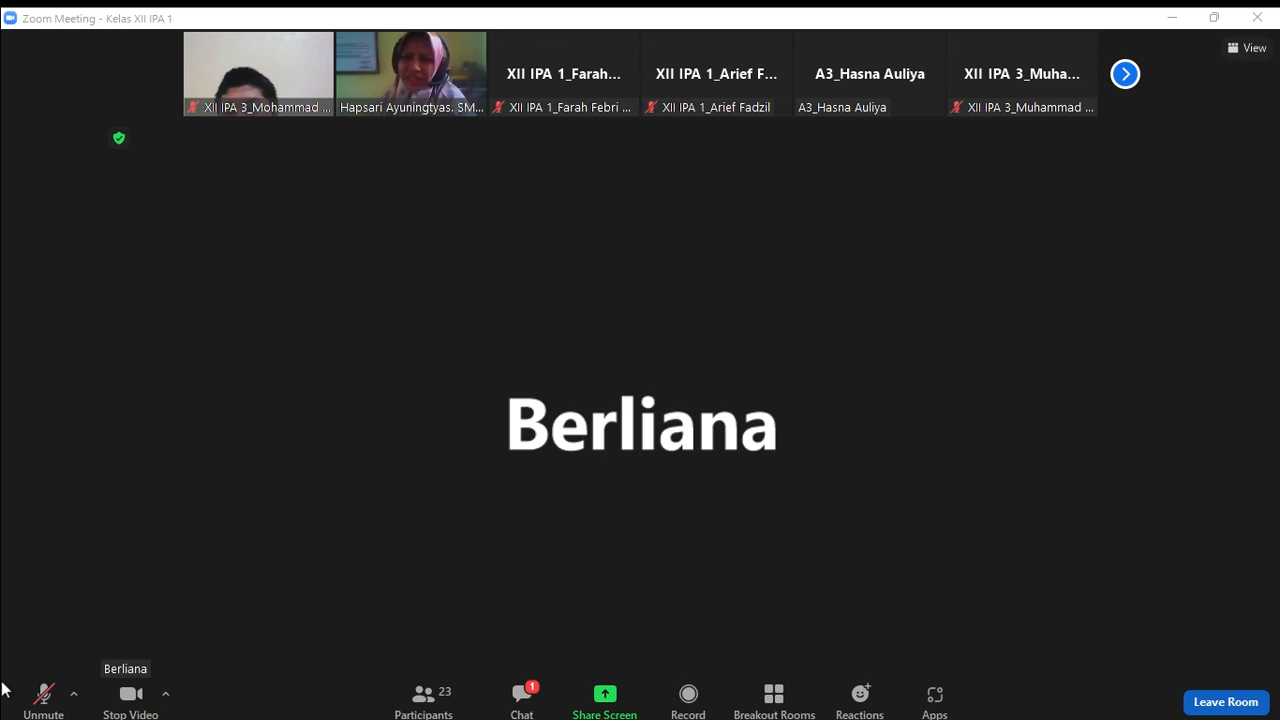 Zoom Meeting - Kelas XII IPA 1
View
XII IPA 1_Farah...
XII IPA 1_Arief F...
A3_Hasna Auliya
XII IPA 3_Muha...
XII IPA 3_Mohammad ...
Hapsari Ayuningtyas. SM...
XII IPA 1_Farah Febri ...
XII IPA 1_Arief Fadzil
A3_Hasna Auliya
XII IPA 3_Muhammad ...
Berliana
Berliana
23
1
Unmute
Stop Video
Participants
Chat
Share Screen
Record
Breakout Rooms
Reactions
Apps
Leave Room